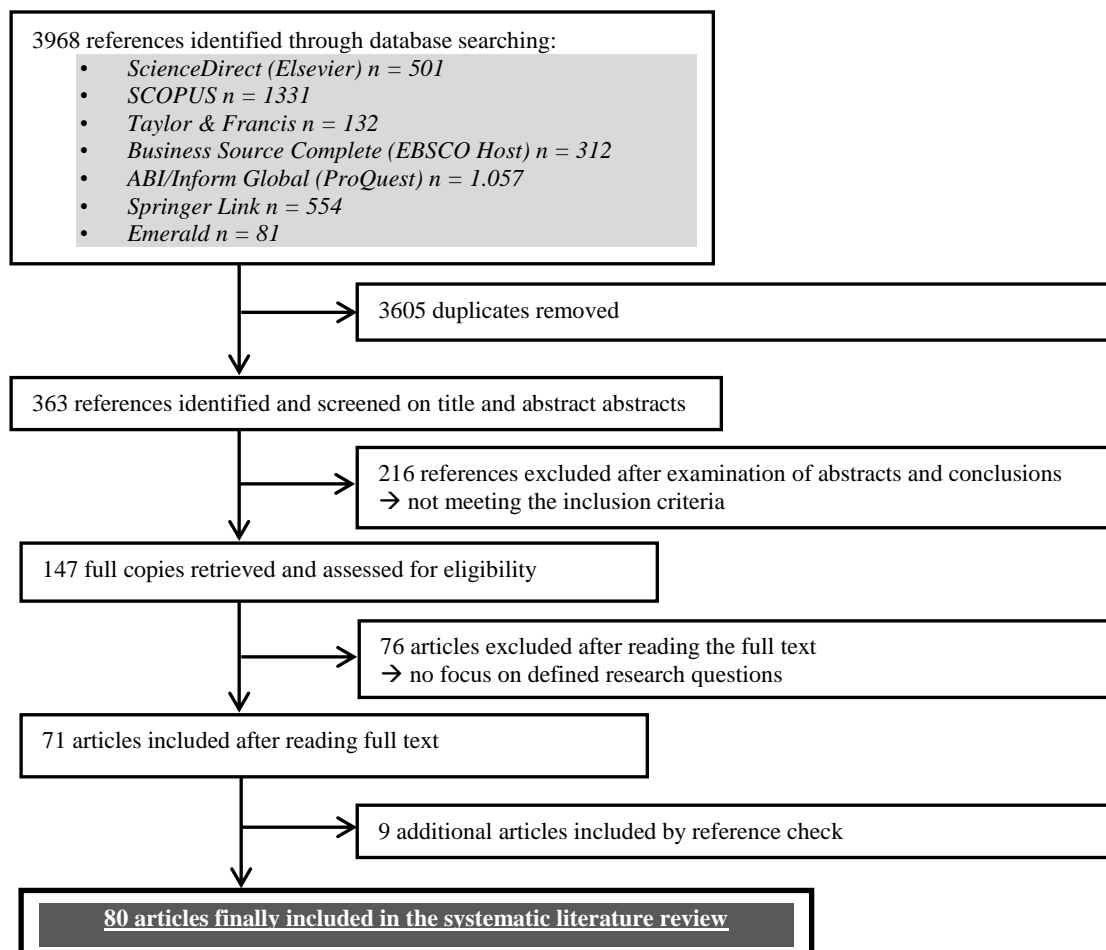 3968 references identified through database searching:
• ScienceDirect (Elsevier) n = 501
• SCOPUS n = 1331
• Taylor & Francis n = 132
• Business Source Complete (EBSCO Host) n = 312
• ABI/Inform Global (ProQuest) n = 1.057
• Springer Link n = 554
• Emerald n = 81
3605 duplicates removed
363 references identified and screened on title and abstract abstracts
216 references excluded after examination of abstracts and conclusions
→ not meeting the inclusion criteria
147 full copies retrieved and assessed for eligibility
76 articles excluded after reading the full text
→ no focus on defined research questions
71 articles included after reading full text
9 additional articles included by reference check
80 articles finally included in the systematic literature review